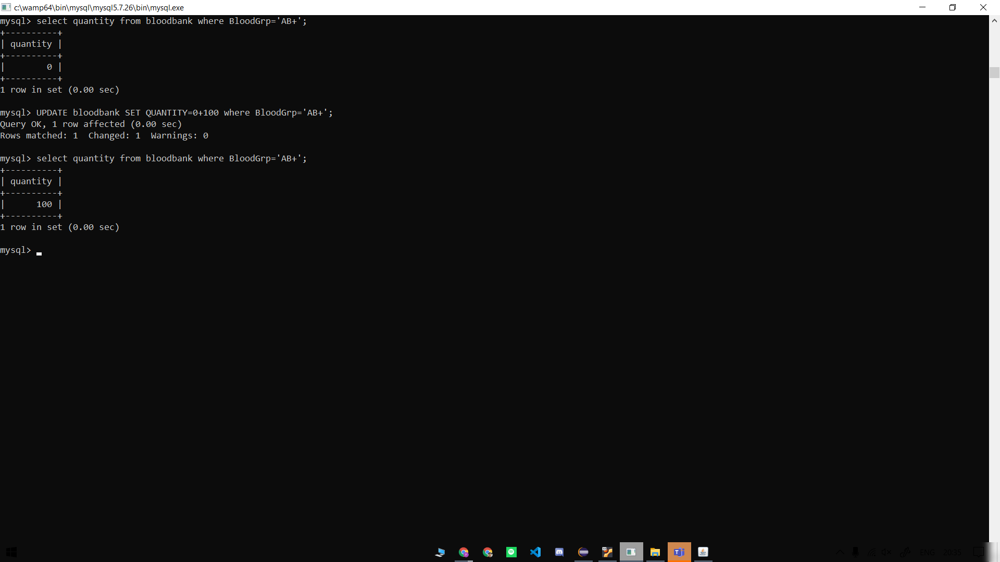 c:\wamp64\bin\mysql\mysql5.7.26\bin\mysql.exe
mysql> select quantity from bloodbank where BloodGrp='AB+';
+----------+
| quantity |
+----------+
|        0 |
+----------+
1 row in set (0.00 sec)
mysql> UPDATE bloodbank SET QUANTITY=0+100 where BloodGrp='AB+';
Query OK, 1 row affected (0.00 sec)
Rows matched: 1  Changed: 1  Warnings: 0
mysql> select quantity from bloodbank where BloodGrp='AB+';
+----------+
| quantity |
+----------+
|      100 |
+----------+
1 row in set (0.00 sec)
mysql>
ENG 20:35